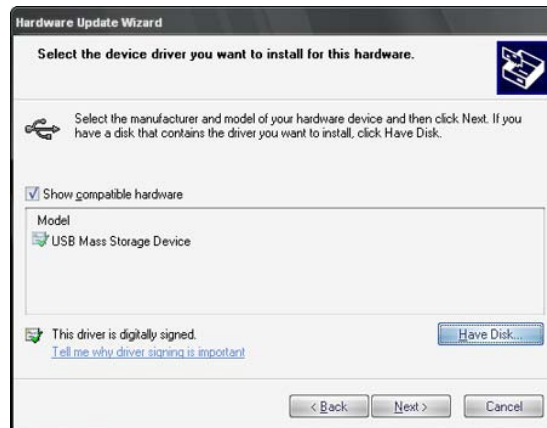 Hardware Update Wizard
Select the device driver you want to install for this hardware.
Select the manufacturer and model of your hardware device and then click Next. If you
have a disk that contains the driver you want to install, click Have Disk.
Show compatible hardware
Model
USB Mass Storage Device
This driver is digitally signed.
Have Disk...
Tell me why driver signing is important
< Back
Next >
Cancel